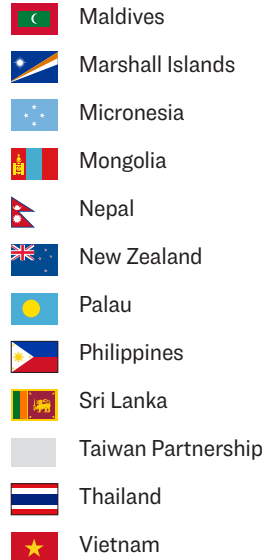 Maldives
Marshall Islands
Micronesia
Mongolia
Nepal
New Zealand
Palau
Philippines
Sri Lanka
Taiwan Partnership
Thailand
Vietnam